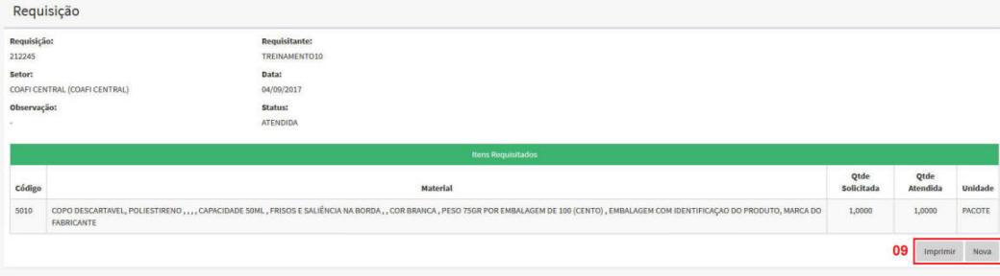 Requisição
Requisição: Requisitante:
212245 TREINAMENTO10
Setor: Data:
COAFI CENTRAL (COAFI CENTRAL) 04/09/2017
Observação: Status:
- ATENDIDA
Itens Requisitados
Código Material Qtde Solicitada Qtde Atendida Unidade
5010 COPO DESCARTAVEL, POLIESTIRENO , , , , CAPACIDADE 50ML , FRISOS E SALIÊNCIA NA BORDA , , COR BRANCA , PESO 75GR POR EMBALAGEM DE 100 (CENTO) , EMBALAGEM COM IDENTIFICAÇAO DO PRODUTO, MARCA DO 1,0000 1,0000 PACOTE
FABRICANTE
09 Imprimir Nova